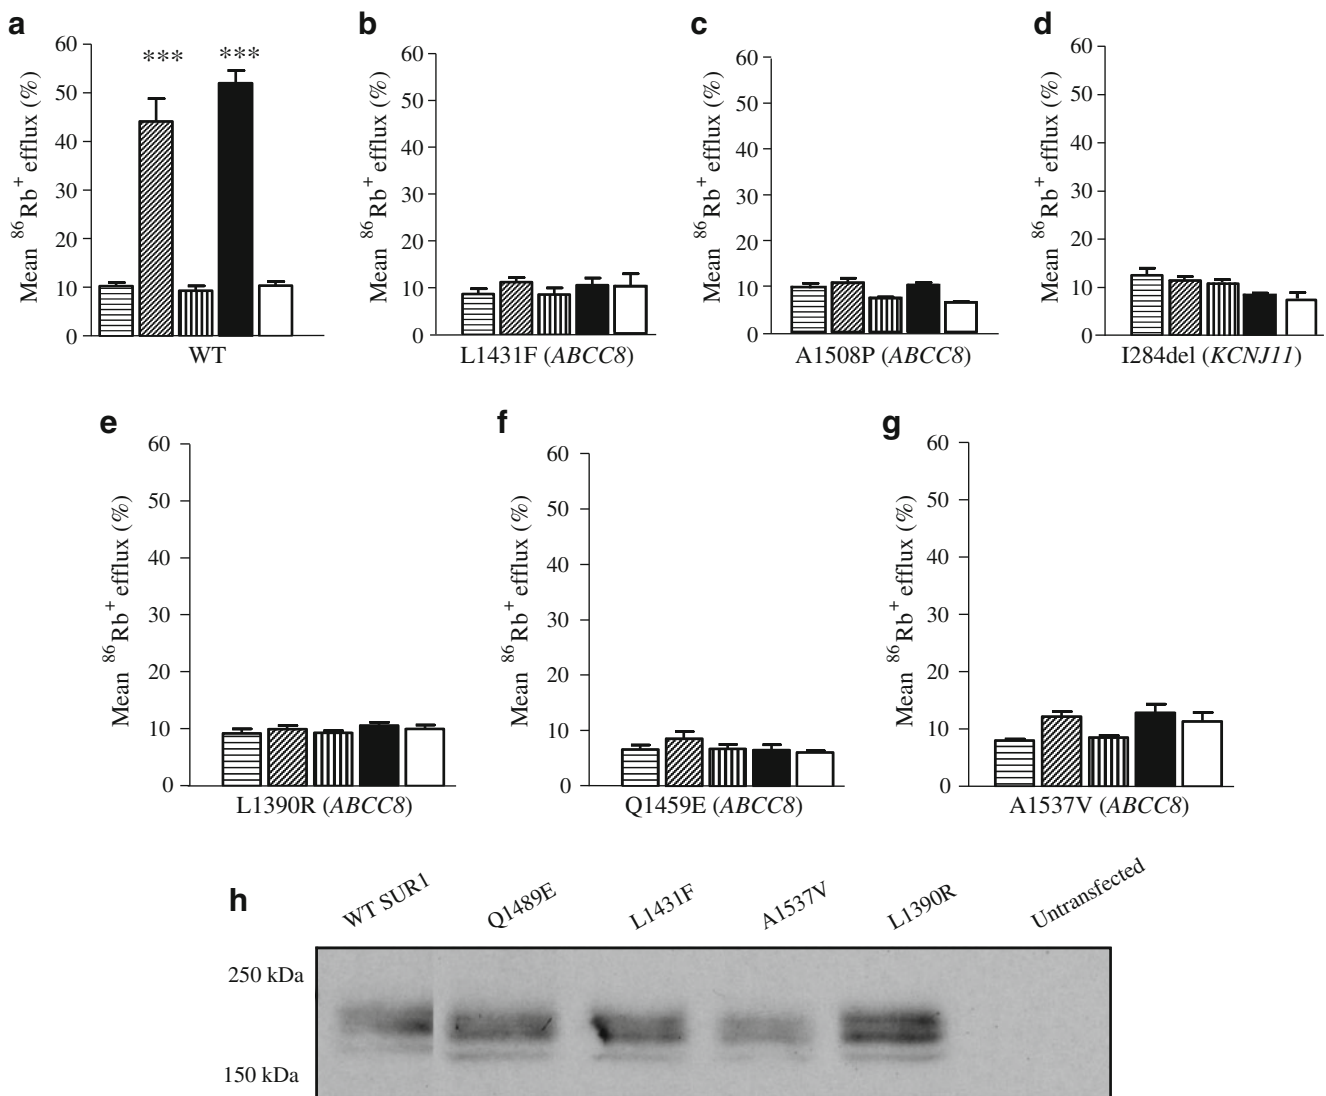 a
60
50
40
30
20
10
0
Mean ⁸⁶Rb⁺ efflux (%)
***
***
WT
b
60
50
40
30
20
10
0
Mean ⁸⁶Rb⁺ efflux (%)
L1431F (ABCC8)
c
60
50
40
30
20
10
0
Mean ⁸⁶Rb⁺ efflux (%)
A1508P (ABCC8)
d
60
50
40
30
20
10
0
Mean ⁸⁶Rb⁺ efflux (%)
I284del (KCNJ11)
e
60
50
40
30
20
10
0
Mean ⁸⁶Rb⁺ efflux (%)
L1390R (ABCC8)
f
60
50
40
30
20
10
0
Mean ⁸⁶Rb⁺ efflux (%)
Q1459E (ABCC8)
g
60
50
40
30
20
10
0
Mean ⁸⁶Rb⁺ efflux (%)
A1537V (ABCC8)
h
WT SUR1
Q1489E
L1431F
A1537V
L1390R
Untransfected
250 kDa
150 kDa